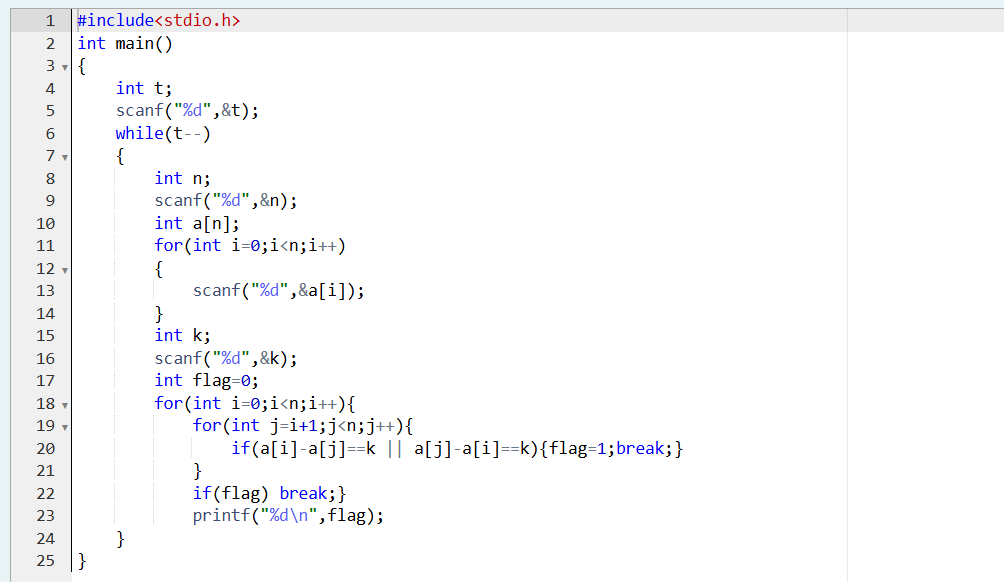 1 #include<stdio.h>
2 int main()
3 {
4     int t;
5     scanf("%d",&t);
6     while(t--)
7     {
8         int n;
9         scanf("%d",&n);
10         int a[n];
11         for(int i=0;i<n;i++)
12         {
13             scanf("%d",&a[i]);
14         }
15         int k;
16         scanf("%d",&k);
17         int flag=0;
18         for(int i=0;i<n;i++){
19             for(int j=i+1;j<n;j++){
20                 if(a[i]-a[j]==k || a[j]-a[i]==k){flag=1;break;}
21             }
22             if(flag) break;}
23             printf("%d\n",flag);
24     }
25 }